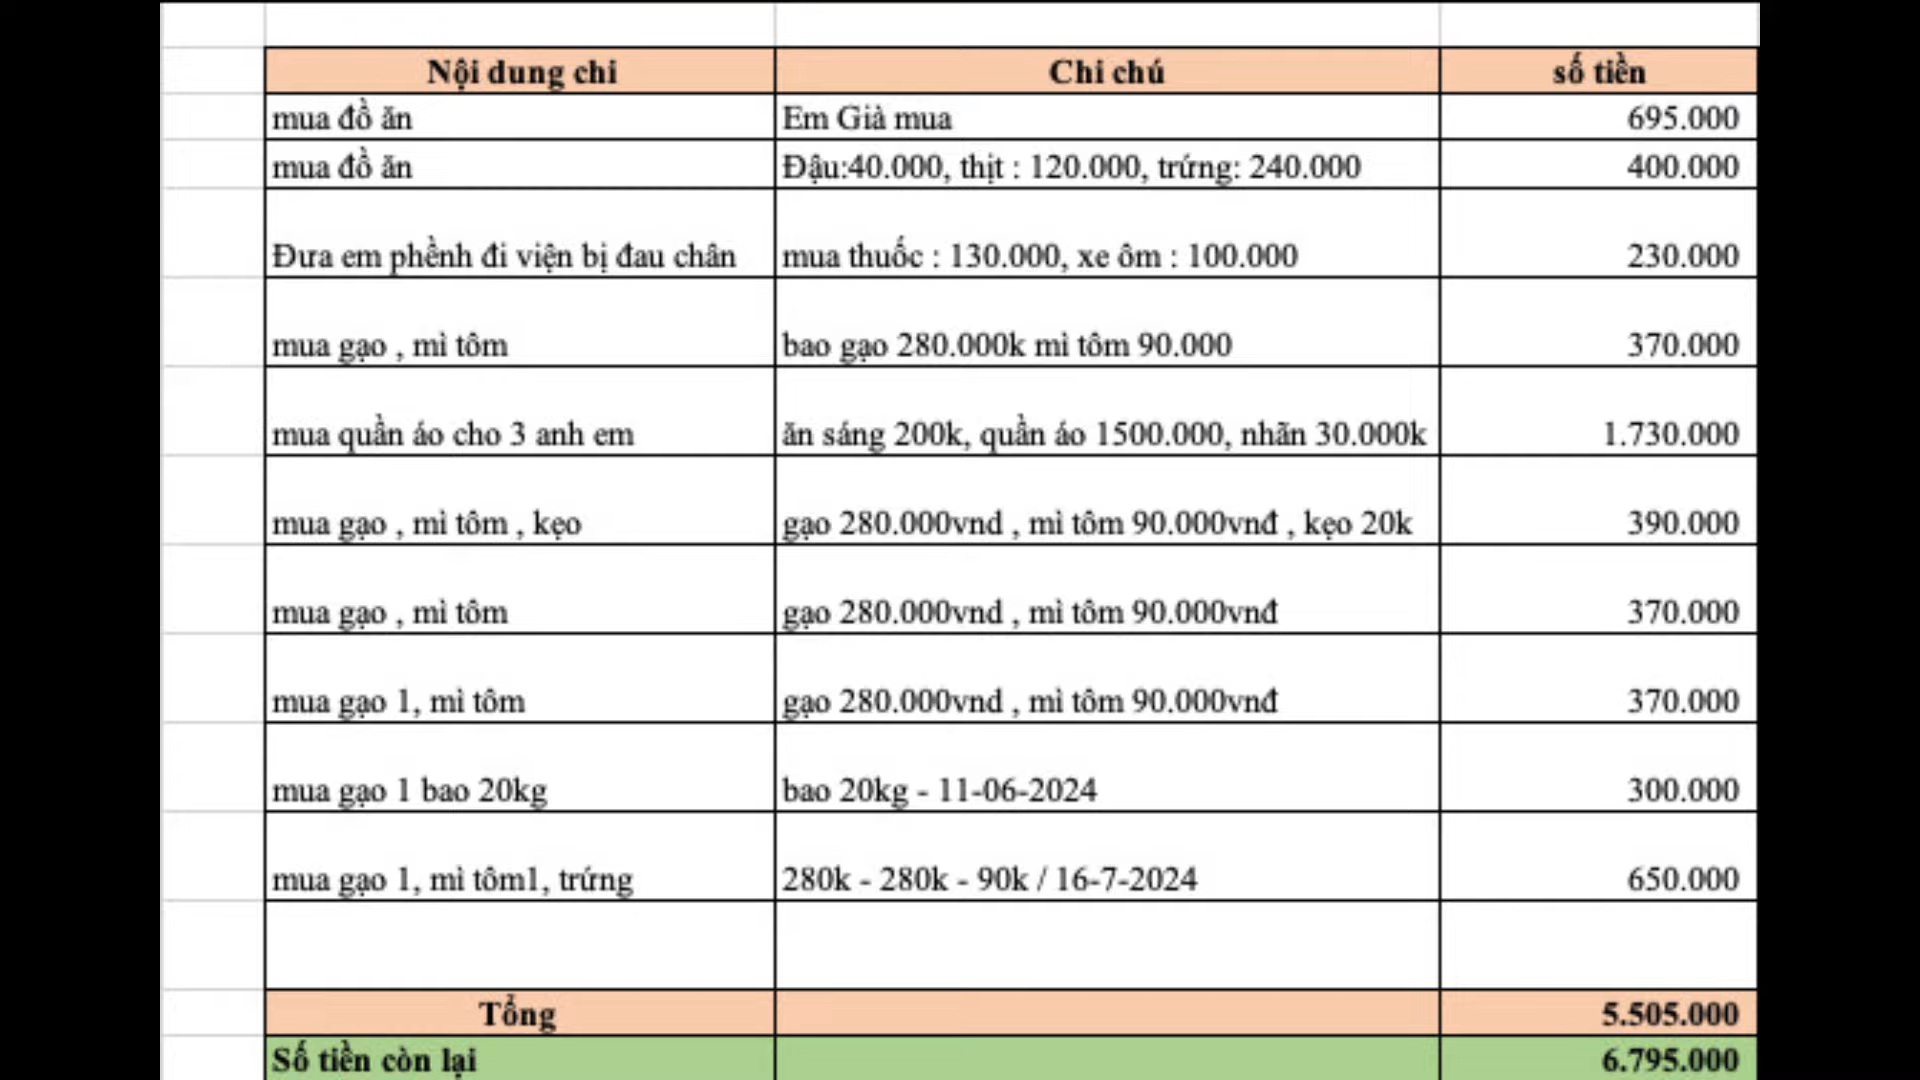 Nội dung chi Chi chú số tiền
mua đồ ăn Em Già mua 695.000
mua đồ ăn Đậu:40.000, thịt : 120.000, trứng: 240.000 400.000
Đưa em phềnh đi viện bị đau chân mua thuốc : 130.000, xe ôm : 100.000 230.000
mua gạo , mì tôm bao gạo 280.000k mì tôm 90.000 370.000
mua quần áo cho 3 anh em ăn sáng 200k, quần áo 1500.000, nhãn 30.000k 1.730.000
mua gạo , mì tôm , kẹo gạo 280.000vnd , mì tôm 90.000vnđ , kẹo 20k 390.000
mua gạo , mì tôm gạo 280.000vnd , mì tôm 90.000vnđ 370.000
mua gạo 1, mì tôm gạo 280.000vnd , mì tôm 90.000vnđ 370.000
mua gạo 1 bao 20kg bao 20kg - 11-06-2024 300.000
mua gạo 1, mì tôm1, trứng 280k - 280k - 90k / 16-7-2024 650.000
Tổng 5.505.000
Số tiền còn lại 6.795.000